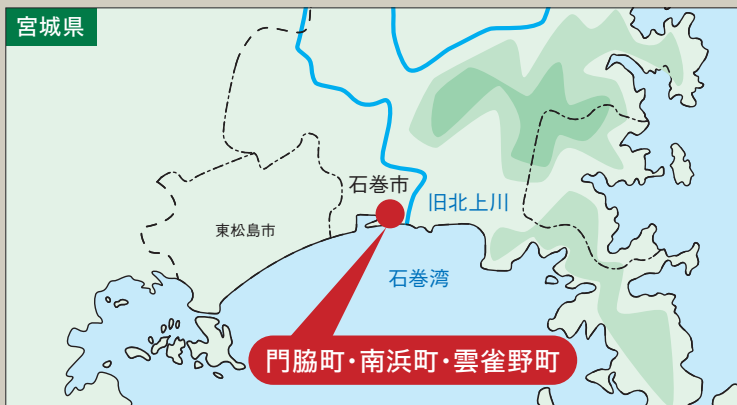 宮城県
石巻市
旧北上川
東松島市
石巻湾
門脇町・南浜町・雲雀野町